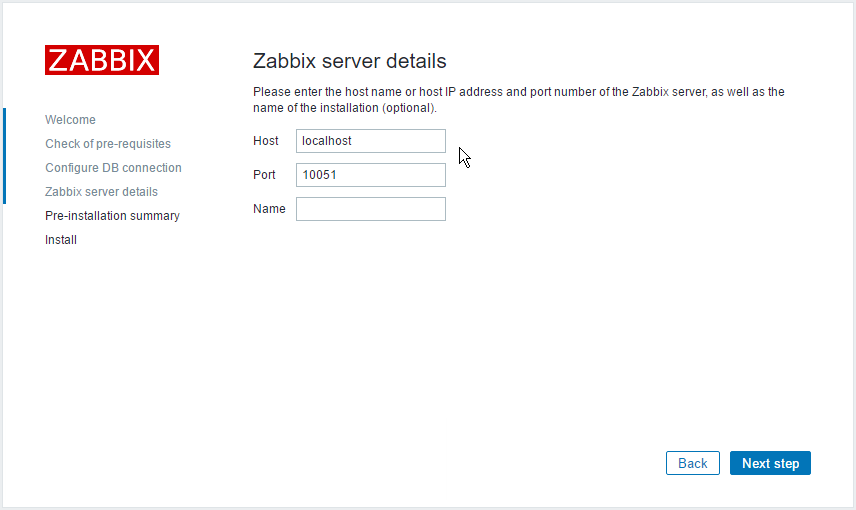 ZABBIX
Welcome
Check of pre-requisites
Configure DB connection
Zabbix server details
Pre-installation summary
Install
Zabbix server details
Please enter the host name or host IP address and port number of the Zabbix server, as well as the
name of the installation (optional).
Host localhost
Port 10051
Name
Back Next step